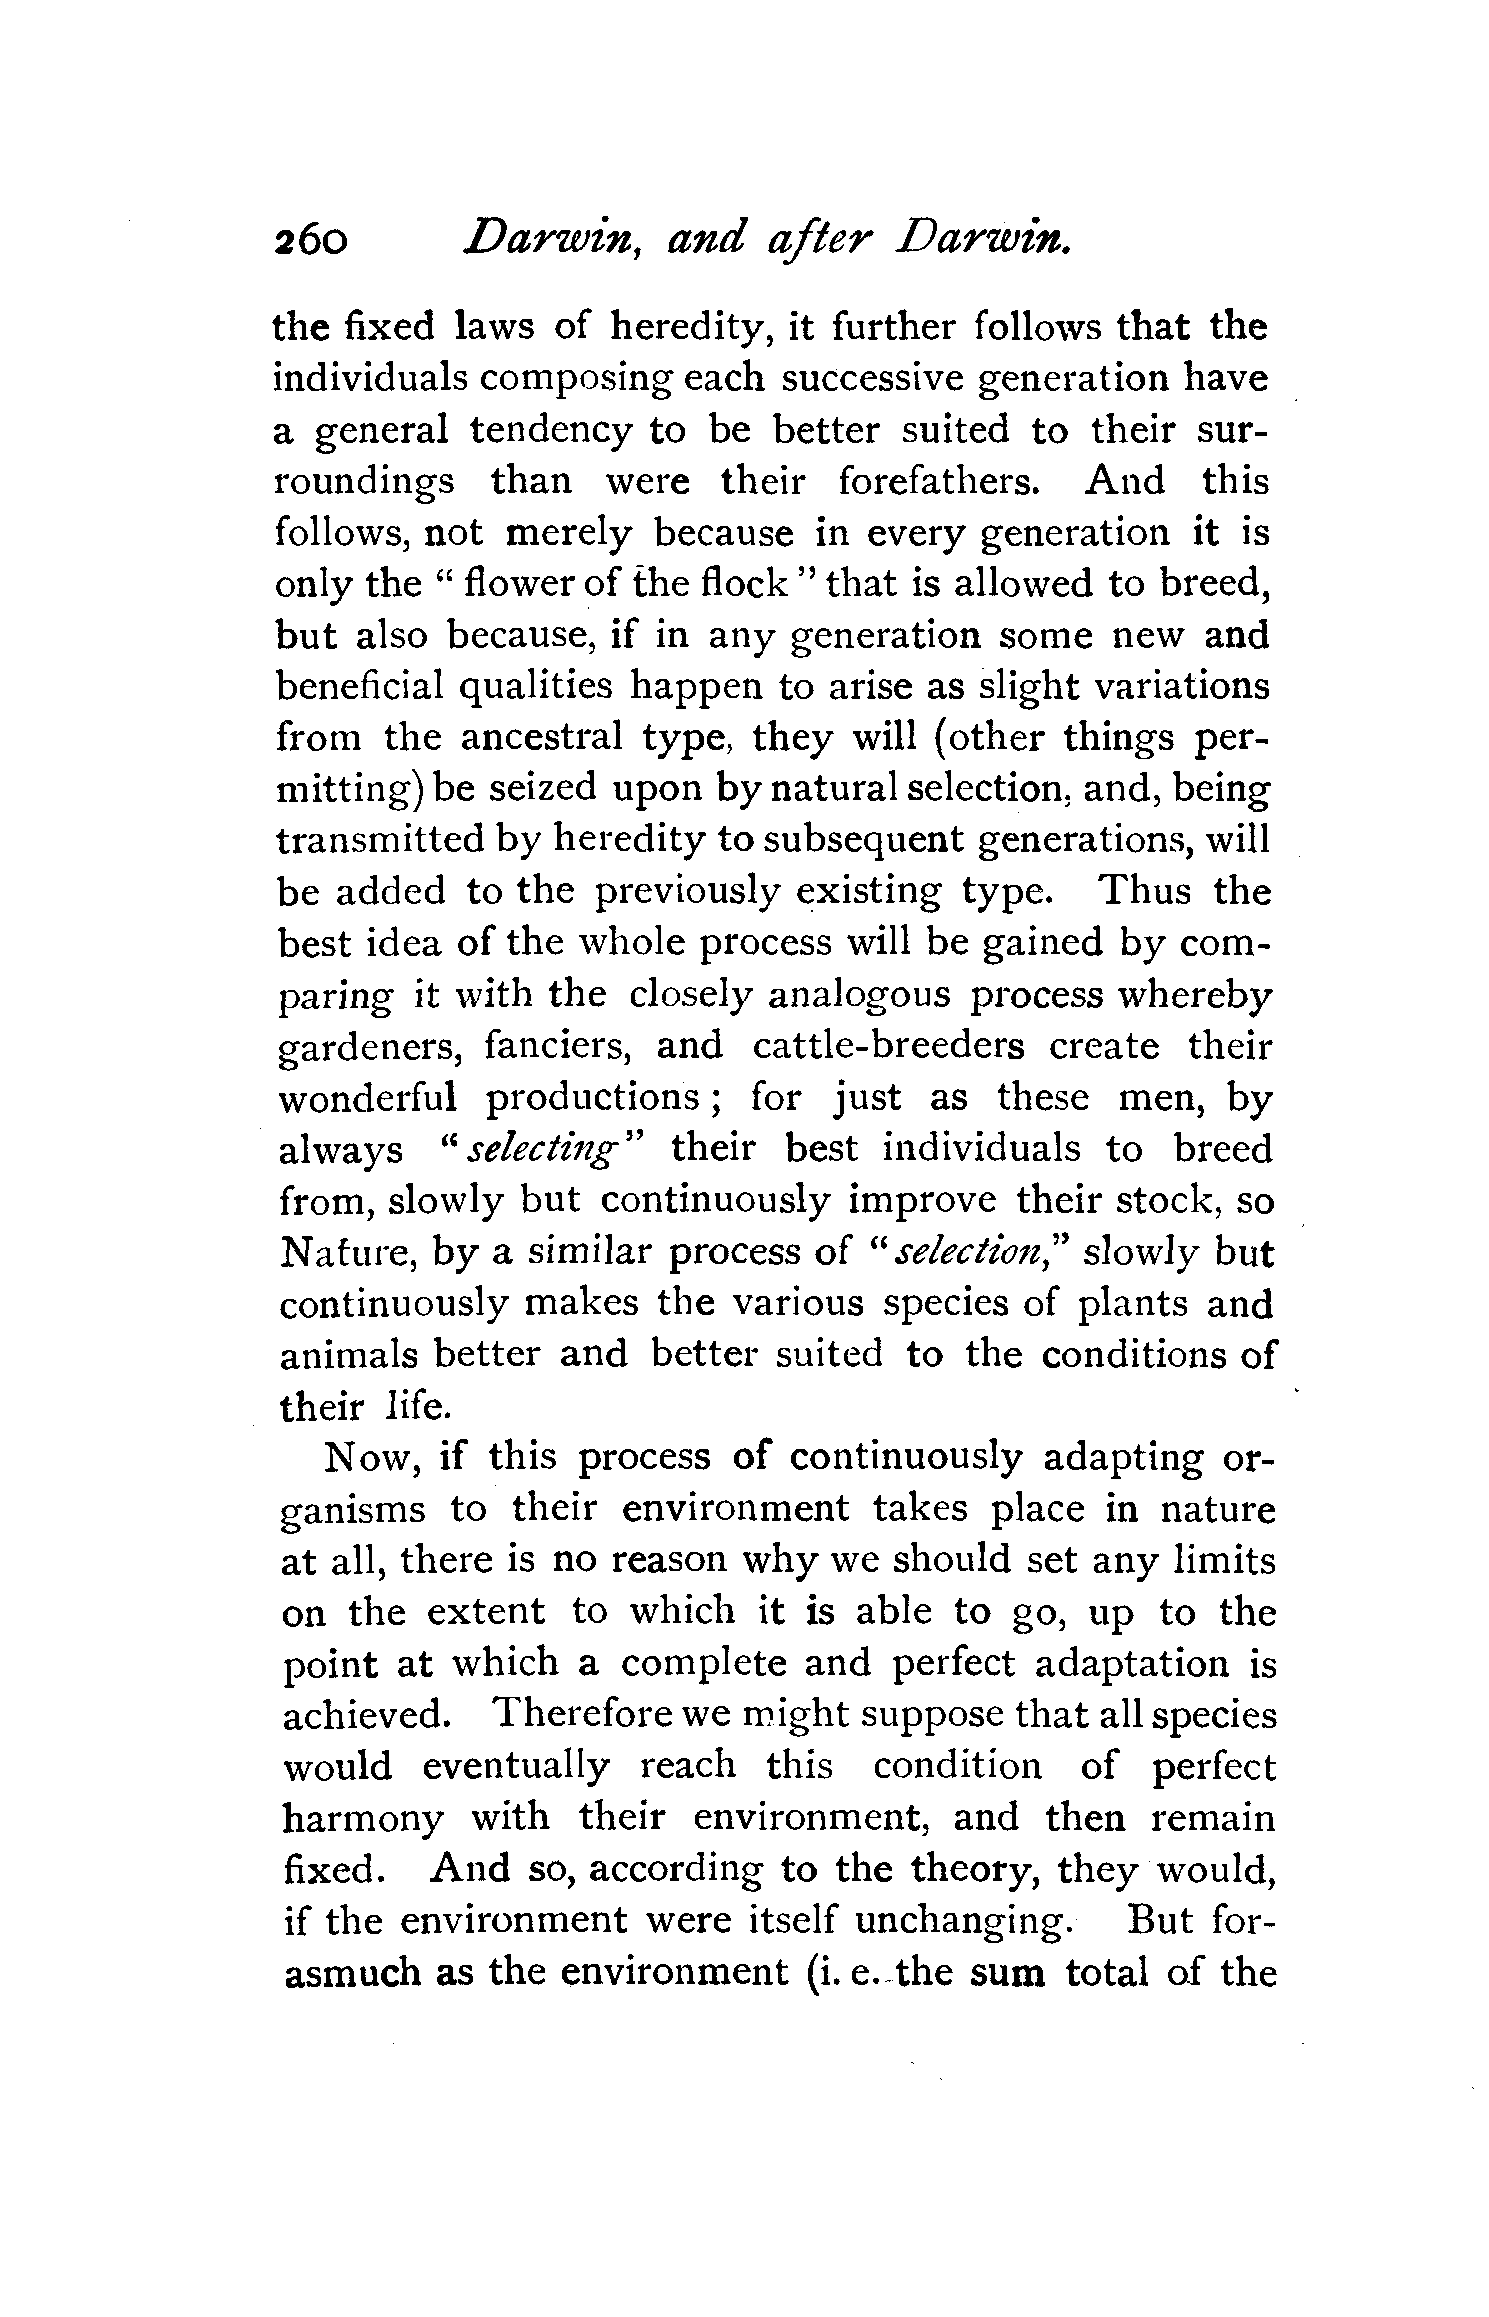 260 Darwin, and after Darwin.
the fixed laws of heredity, it further follows that the
individuals composing each successive generation have
a general tendency to be better suited to their sur-
roundings than were their forefathers. And this
follows, not merely because in every generation it is
only the " flower of the flock " that is allowed to breed,
but also because, if in any generation some new and
beneficial qualities happen to arise as slight variations
from the ancestral type, they will (other things per-
mitting) be seized upon by natural selection, and, being
transmitted by heredity to subsequent generations, will
be added to the previously existing type. Thus the
best idea of the whole process will be gained by com-
paring it with the closely analogous process whereby
gardeners, fanciers, and cattle-breeders create their
wonderful productions ; for just as these men, by
always " selecting" their best individuals to breed
from, slowly but continuously improve their stock, so
Nature, by a similar process of " selection," slowly but
continuously makes the various species of plants and
animals better and better suited to the conditions of
their life.
Now, if this process of continuously adapting or-
ganisms to their environment takes place in nature
at all, there is no reason why we should set any limits
on the extent to which it is able to go, up to the
point at which a complete and perfect adaptation is
achieved. Therefore we might suppose that all species
would eventually reach this condition of perfect
harmony with their environment, and then remain
fixed. And so, according to the theory, they would,
if the environment were itself unchanging. But for-
asmuch as the environment (i. e. the sum total of the